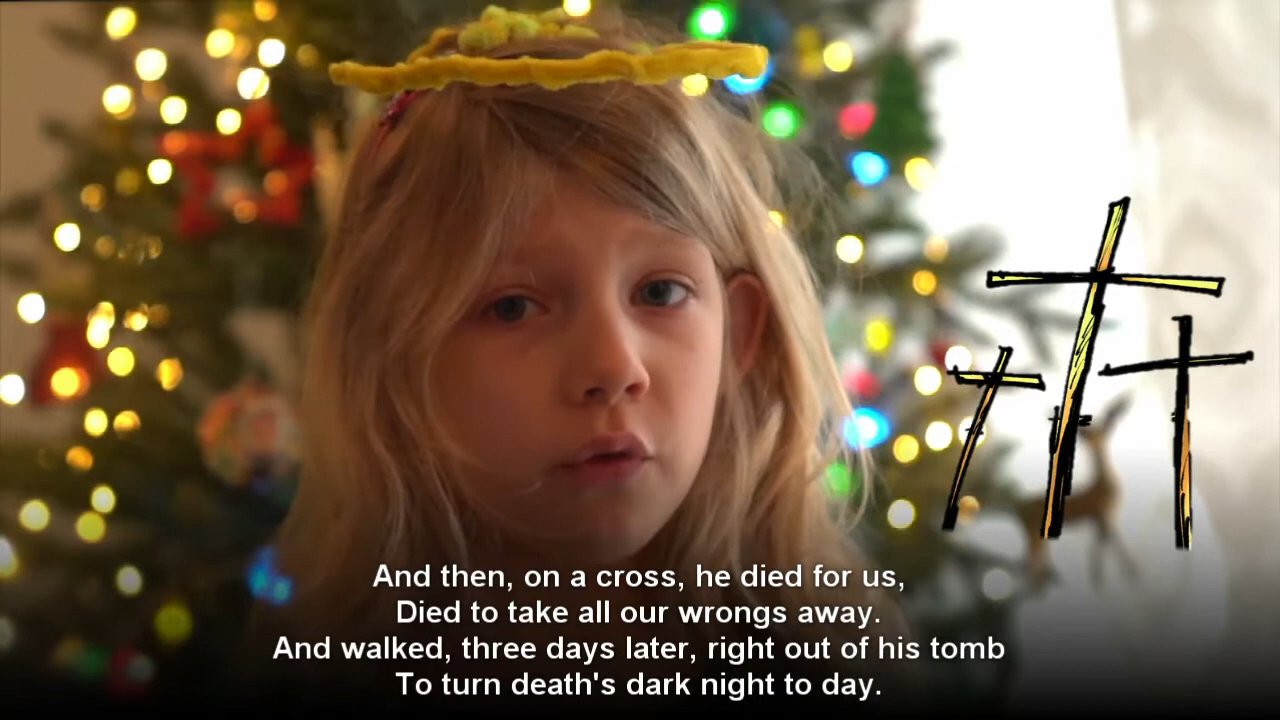 And then, on a cross, he died for us,
Died to take all our wrongs away.
And walked, three days later, right out of his tomb
To turn death's dark night to day.